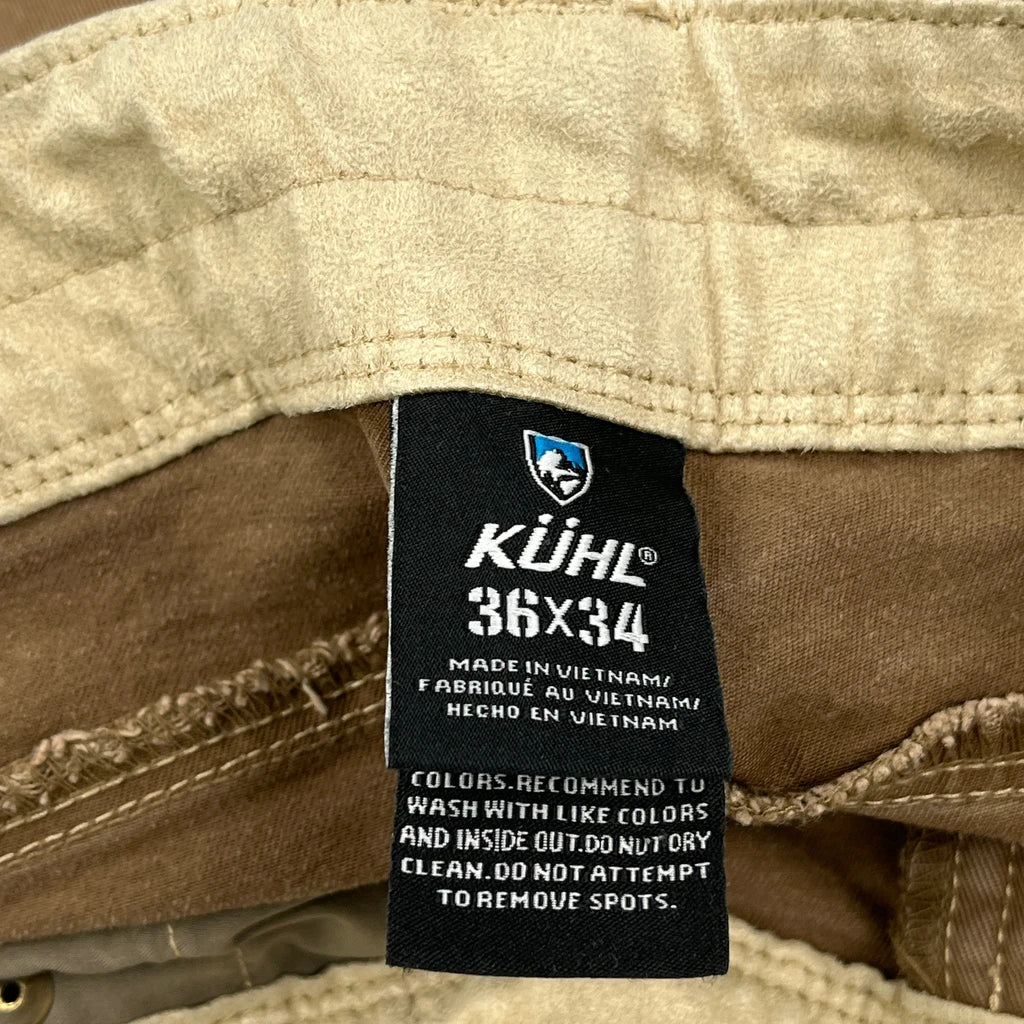 KÜHL®
36X34
MADE IN VIETNAM/
FABRIQUÉ AU VIETNAM/
HECHO EN VIETNAM
COLORS.RECOMMEND TO
WASH WITH LIKE COLORS
AND INSIDE OUT.DO NOT DRY
CLEAN.DO NOT ATTEMPT
TO REMOVE SPOTS.